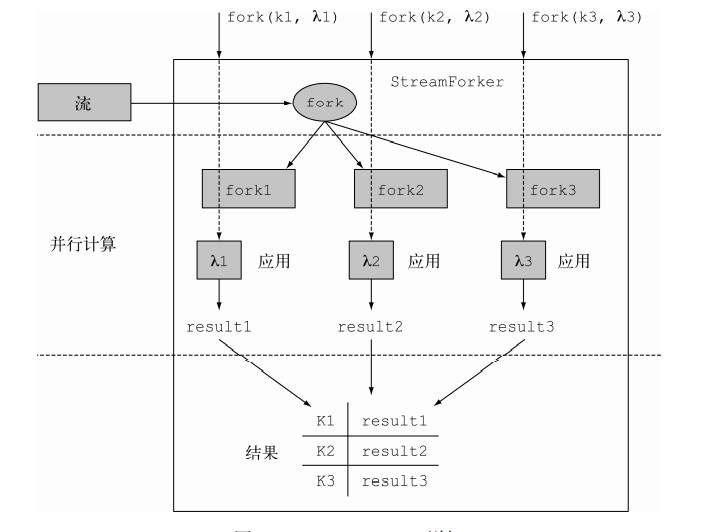 fork(k1, λ1)
fork(k2, λ2)
fork(k3, λ3)
StreamForker
流
fork
fork1
fork2
fork3
并行计算
λ1
应用
λ2
应用
λ3
应用
result1
result2
result3
K1
result1
结果
K2
result2
K3
result3